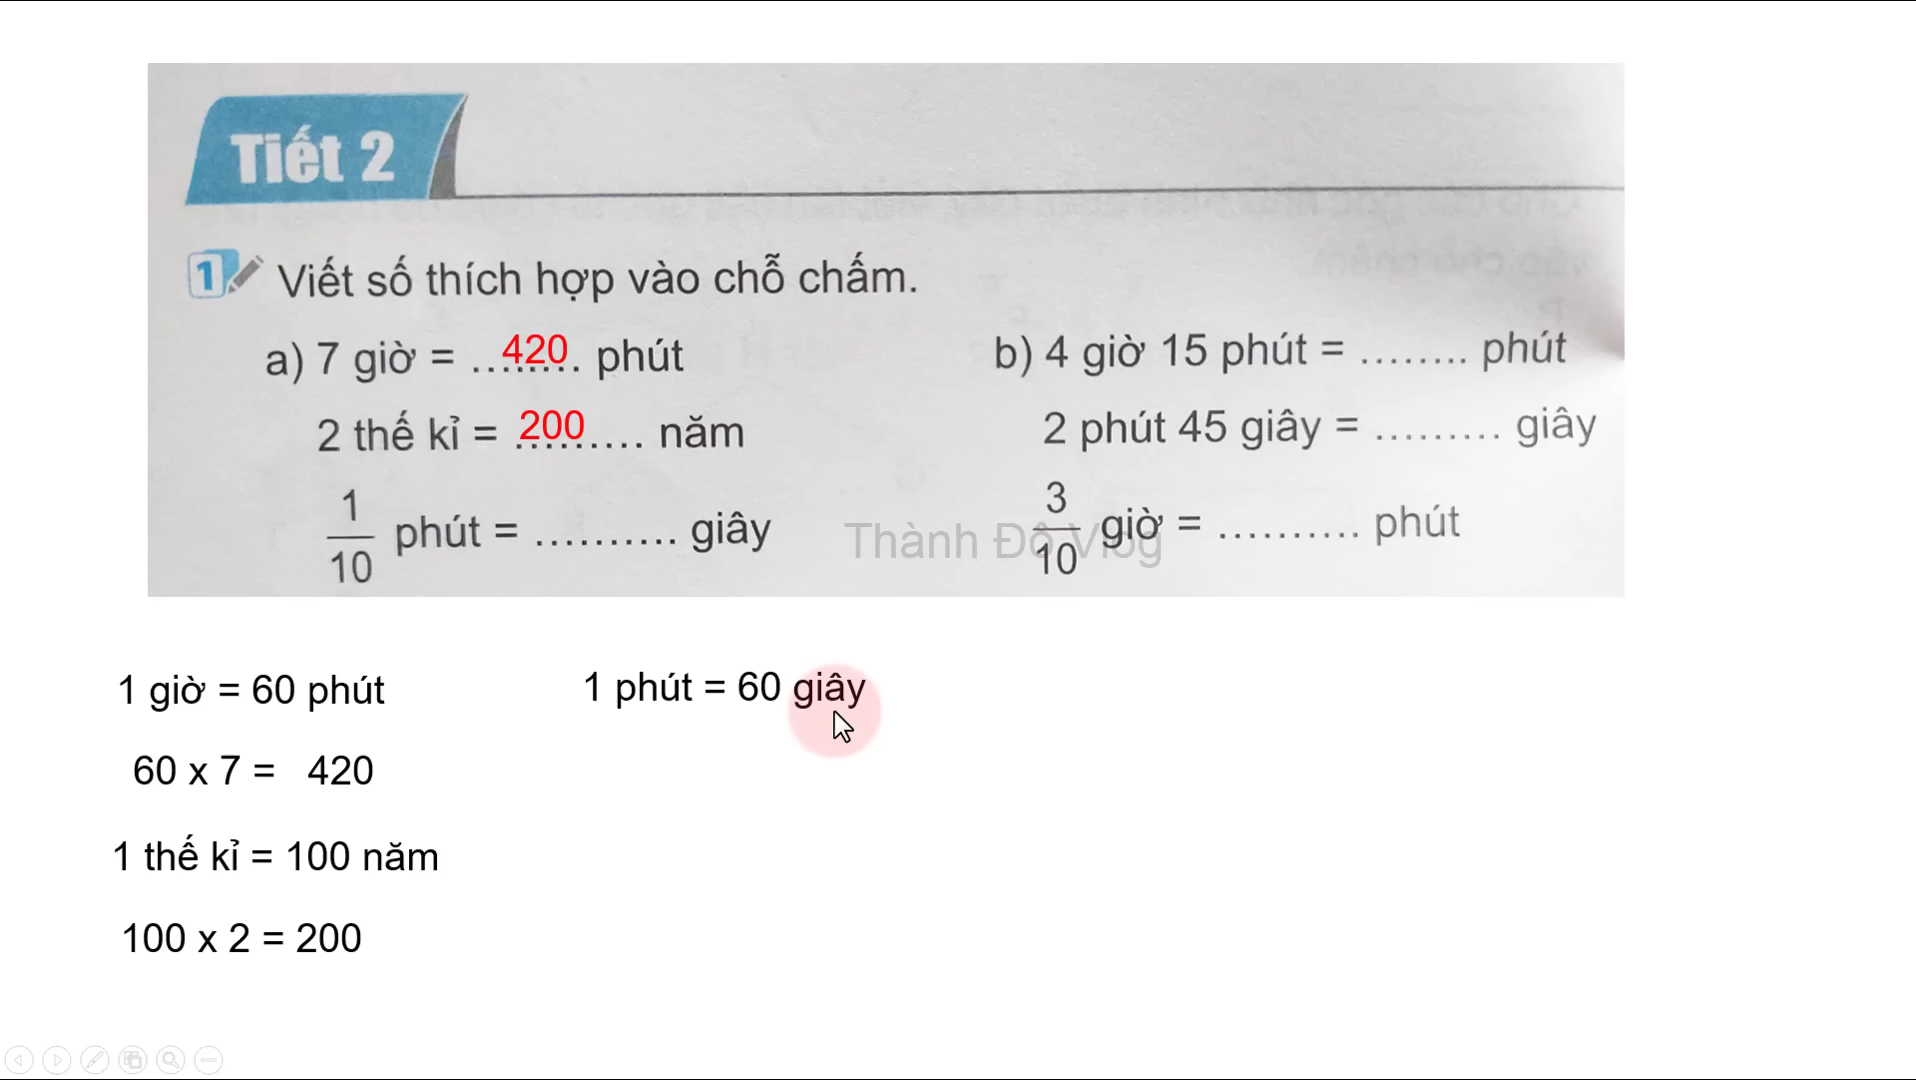 Tiết 2
1 Viết số thích hợp vào chỗ chấm.
a) 7 giờ = ...420... phút
2 thế kỉ = ...200... năm
1/10 phút = .......... giây
b) 4 giờ 15 phút = ........ phút
2 phút 45 giây = ......... giây
3/10 giờ = .......... phút
Thành Đô Vlog
1 giờ = 60 phút
60 x 7 = 420
1 thế kỉ = 100 năm
100 x 2 = 200
1 phút = 60 giây